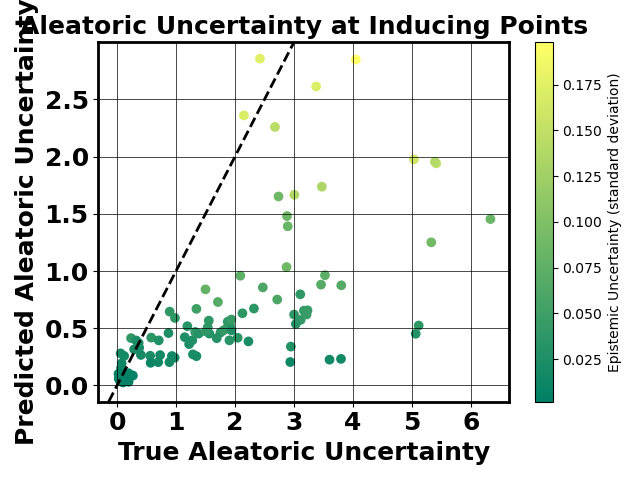 Aleatoric Uncertainty at Inducing Points
Predicted Aleatoric Uncertainty
2.5
2.0
1.5
1.0
0.5
0.0
0 1 2 3 4 5 6
True Aleatoric Uncertainty
0.175
0.150
0.125
0.100
0.075
0.050
0.025
Epistemic Uncertainty (standard deviation)